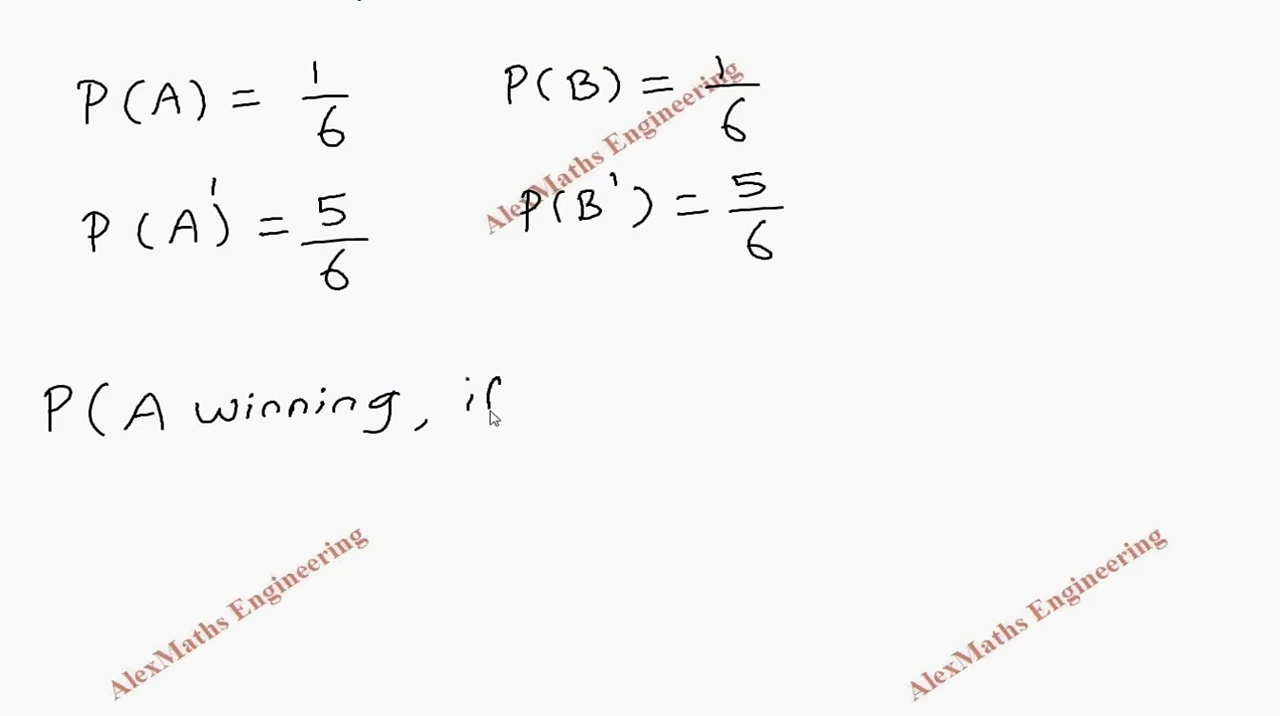 P(A) = 1/6 P(B) = 1/6
P(A') = 5/6 P(B') = 5/6
P(A winning, if
AlexMaths Engineering
AlexMaths Engineering
AlexMaths Engineering